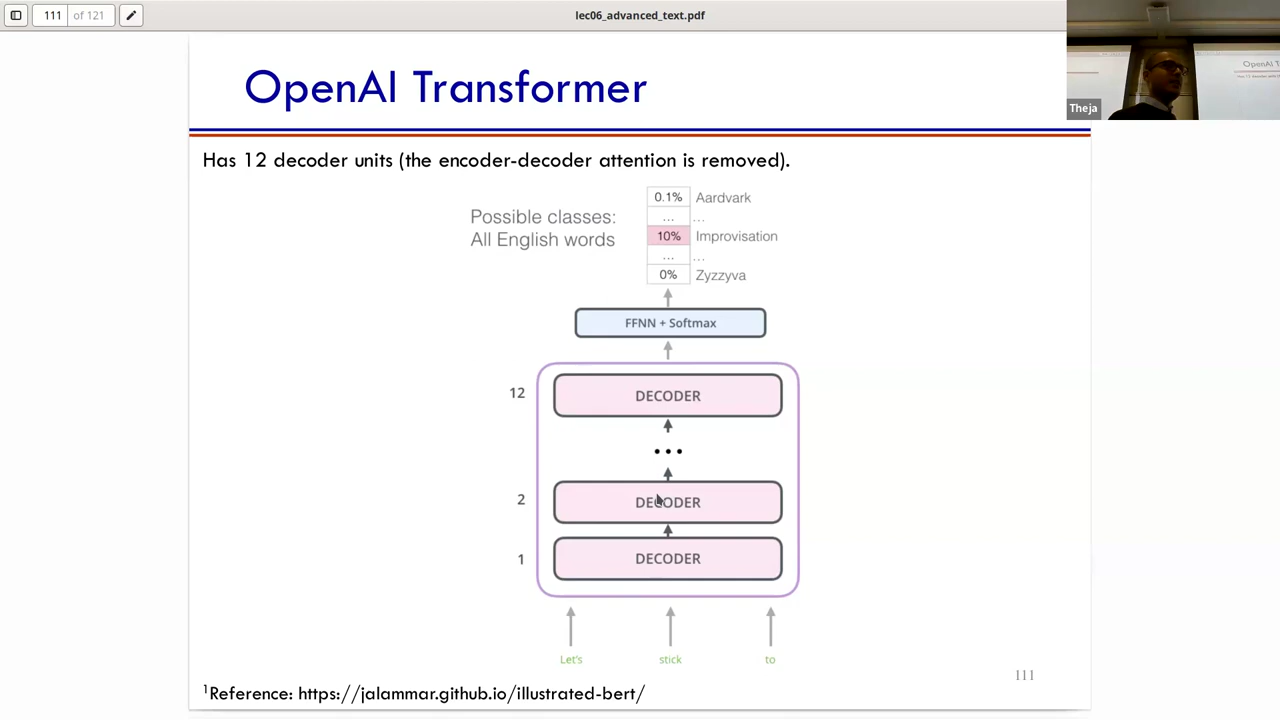 111 of 121
lec06_advanced_text.pdf
OpenAI Transformer
Has 12 decoder units (the encoder-decoder attention is removed).
Possible classes:
All English words
0.1% Aardvark
... ...
10% Improvisation
... ...
0% Zyzzyva
FFNN + Softmax
12 DECODER
...
2 DECODER
1 DECODER
Let's stick to
111
1Reference: https://jalammar.github.io/illustrated-bert/
Theja